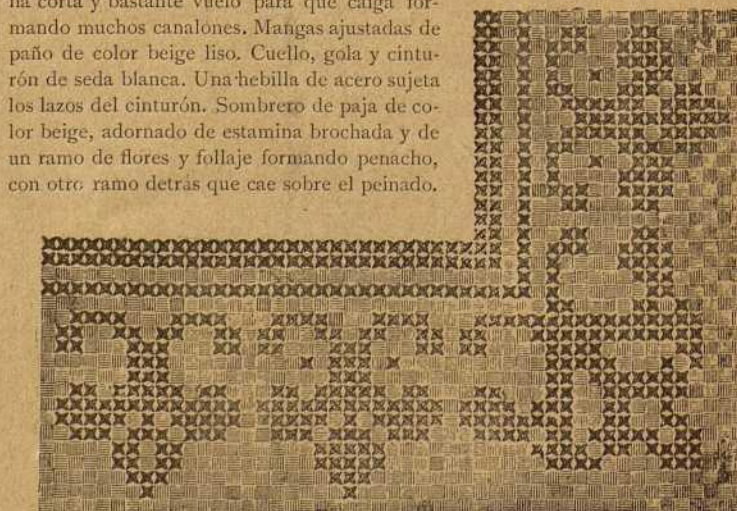 na corta y bastante vuelo para que caiga for-
mando muchos canalones. Mangas ajustadas de
paño de color beige liso. Cuello, gola y cintu-
rón de seda blanca. Una hebilla de acero sujeta
los lazos del cinturón. Sombrero de paja de co-
lor beige, adornado de estamina brochada y de
un ramo de flores y follaje formando penacho,
con otro ramo detrás que cae sobre el peinado.